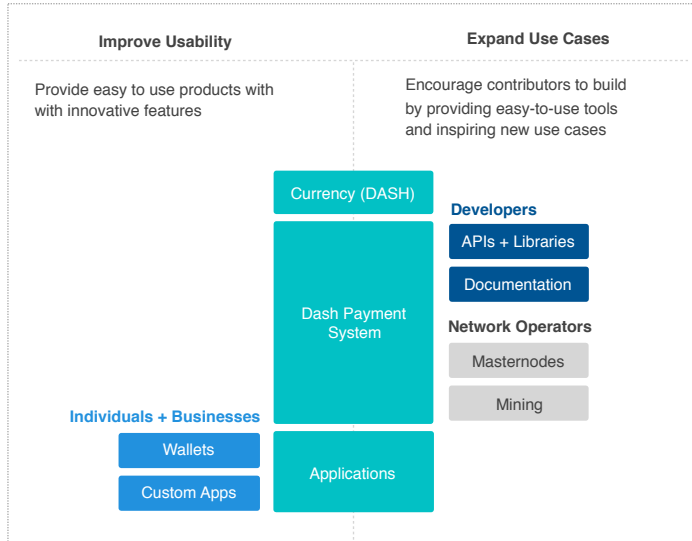 Improve Usability
Expand Use Cases
Provide easy to use products with
with innovative features
Encourage contributors to build
by providing easy-to-use tools
and inspiring new use cases
Currency (DASH)
Developers
APIs + Libraries
Documentation
Dash Payment
System
Network Operators
Masternodes
Mining
Individuals + Businesses
Wallets
Custom Apps
Applications